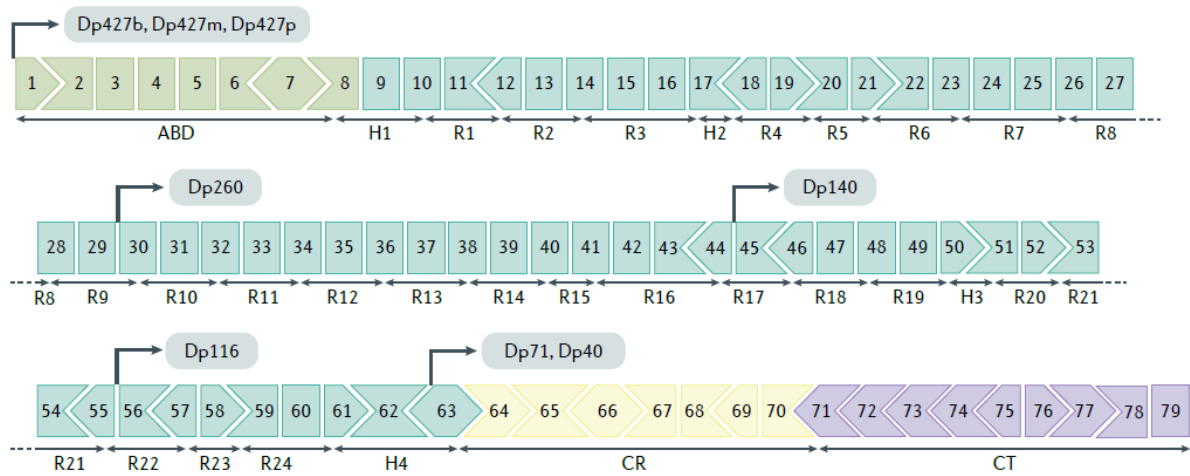 Dp427b, Dp427m, Dp427p
1 2 3 4 5 6 7 8 9 10 11 12 13 14 15 16 17 18 19 20 21 22 23 24 25 26 27
ABD H1 R1 R2 R3 H2 R4 R5 R6 R7 R8
Dp260 Dp140
28 29 30 31 32 33 34 35 36 37 38 39 40 41 42 43 44 45 46 47 48 49 50 51 52 53
R8 R9 R10 R11 R12 R13 R14 R15 R16 R17 R18 R19 H3 R20 R21
Dp116 Dp71, Dp40
54 55 56 57 58 59 60 61 62 63 64 65 66 67 68 69 70 71 72 73 74 75 76 77 78 79
R21 R22 R23 R24 H4 CR CT